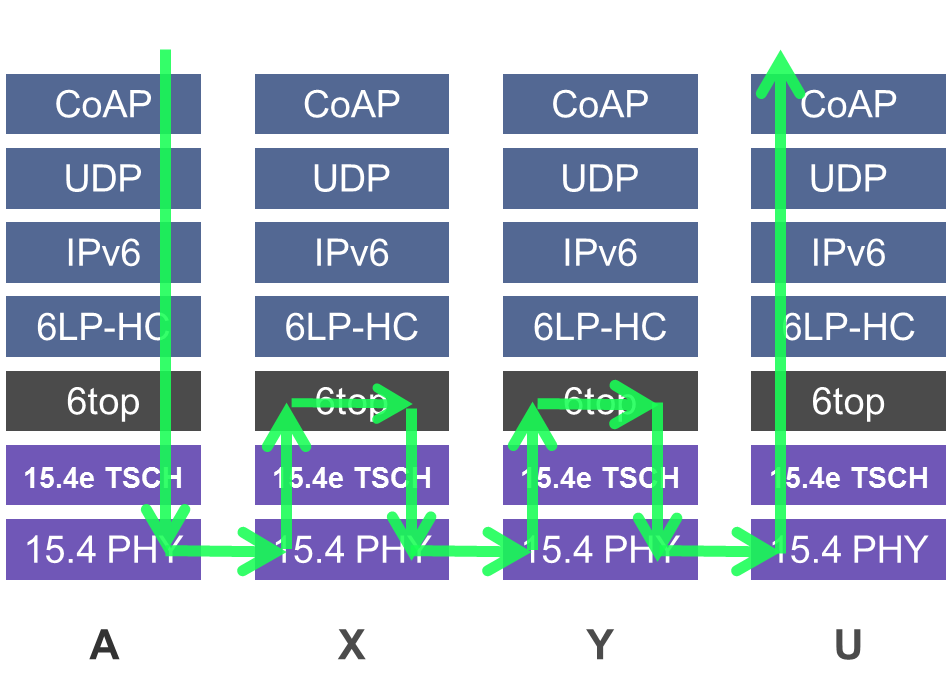 CoAP CoAP CoAP CoAP
UDP UDP UDP UDP
IPv6 IPv6 IPv6 IPv6
6LP-HC 6LP-HC 6LP-HC 6LP-HC
6top 6top 6top 6top
15.4e TSCH 15.4e TSCH 15.4e TSCH 15.4e TSCH
15.4 PHY 15.4 PHY 15.4 PHY 15.4 PHY
A X Y U